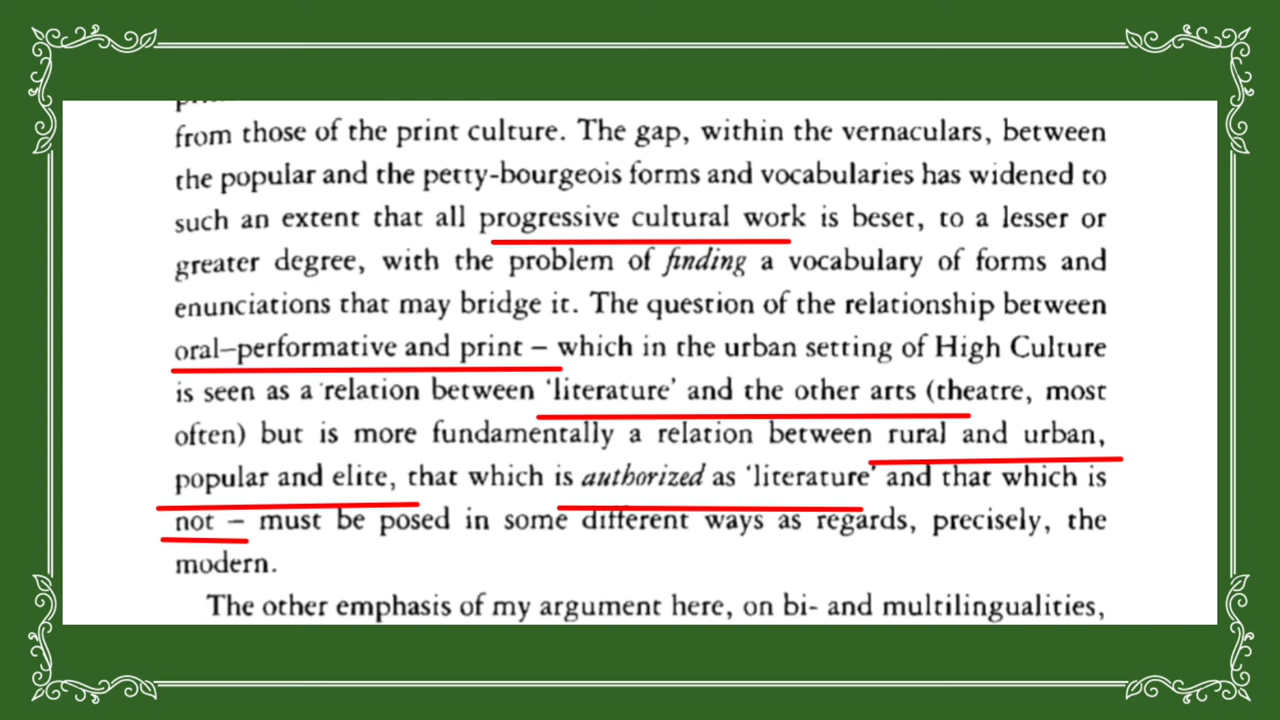 from those of the print culture. The gap, within the vernaculars, between
the popular and the petty-bourgeois forms and vocabularies has widened to
such an extent that all progressive cultural work is beset, to a lesser or
greater degree, with the problem of finding a vocabulary of forms and
enunciations that may bridge it. The question of the relationship between
oral–performative and print – which in the urban setting of High Culture
is seen as a relation between ‘literature’ and the other arts (theatre, most
often) but is more fundamentally a relation between rural and urban,
popular and elite, that which is authorized as ‘literature’ and that which is
not – must be posed in some different ways as regards, precisely, the
modern.
The other emphasis of my argument here, on bi- and multilingualities,